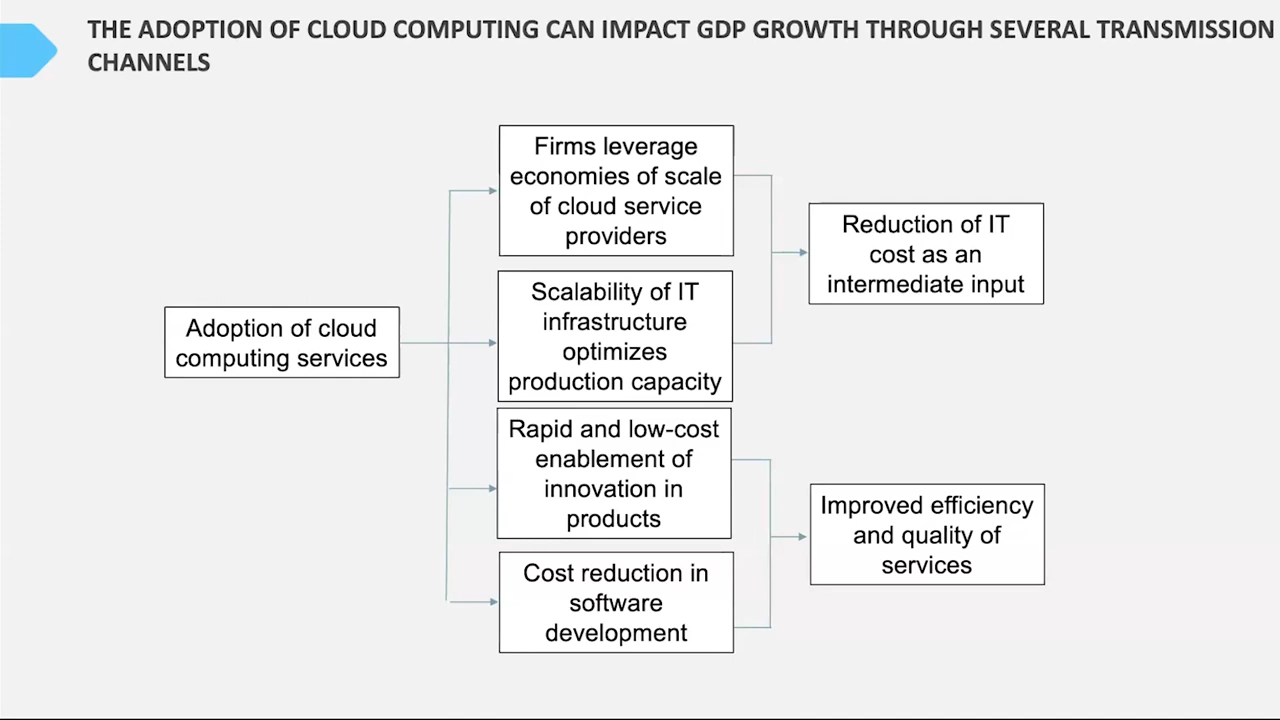 THE ADOPTION OF CLOUD COMPUTING CAN IMPACT GDP GROWTH THROUGH SEVERAL TRANSMISSION
CHANNELS
Adoption of cloud
computing services
Firms leverage
economies of scale
of cloud service
providers
Scalability of IT
infrastructure
optimizes
production capacity
Rapid and low-cost
enablement of
innovation in
products
Cost reduction in
software
development
Reduction of IT
cost as an
intermediate input
Improved efficiency
and quality of
services